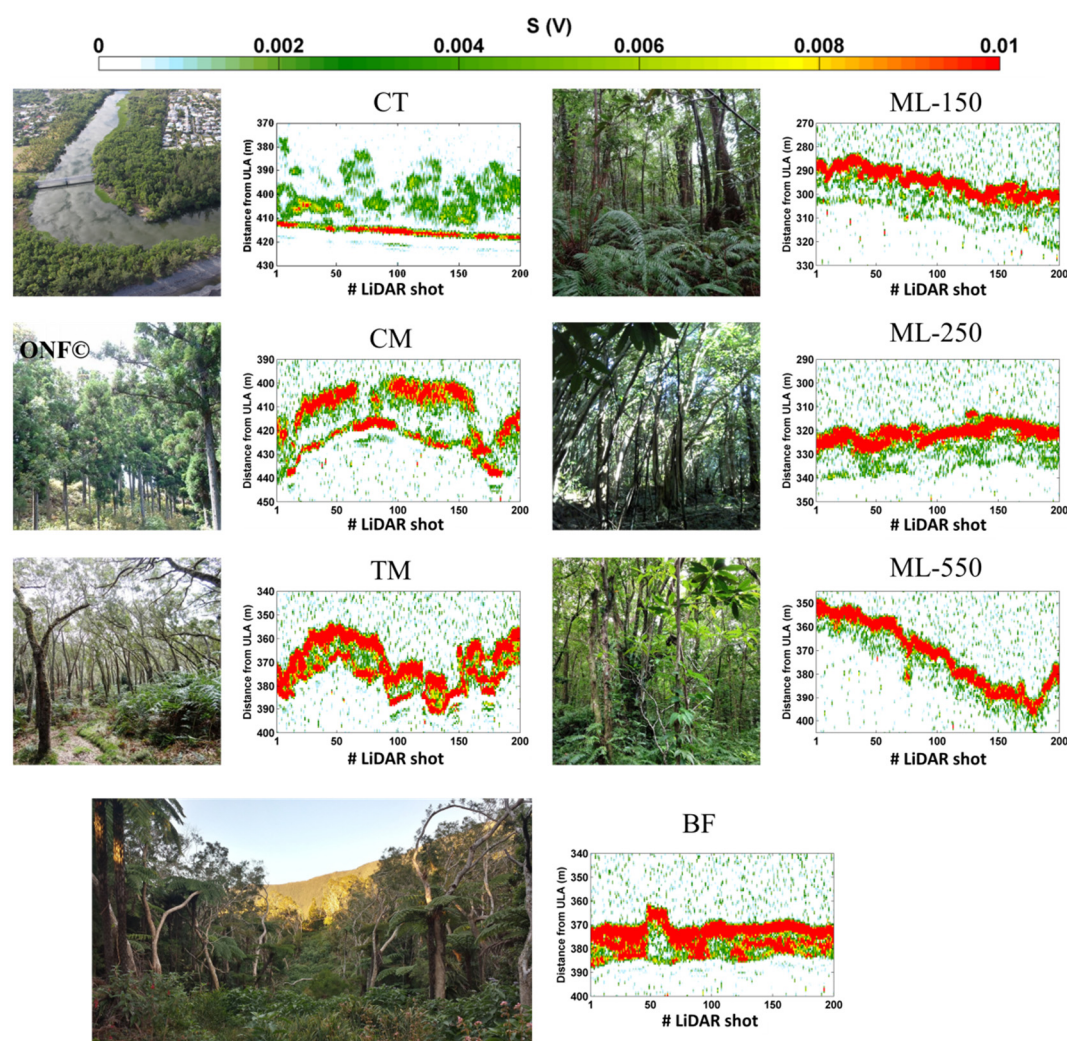 S (V)
0 0.002 0.004 0.006 0.008 0.01
CT
370
380
390
400
410
420
430
Distance from ULA (m)
1 50 100 150 200
# LiDAR shot
ML-150
270
280
290
300
310
320
330
Distance from ULA (m)
1 50 100 150 200
# LiDAR shot
ONF©
CM
390
400
410
420
430
440
450
Distance from ULA (m)
1 50 100 150 200
# LiDAR shot
ML-250
290
300
310
320
330
340
350
Distance from ULA (m)
1 50 100 150 200
# LiDAR shot
TM
340
350
360
370
380
390
400
Distance from ULA (m)
1 50 100 150 200
# LiDAR shot
ML-550
350
360
370
380
390
400
Distance from ULA (m)
1 50 100 150 200
# LiDAR shot
BF
340
350
360
370
380
390
400
Distance from ULA (m)
1 50 100 150 200
# LiDAR shot